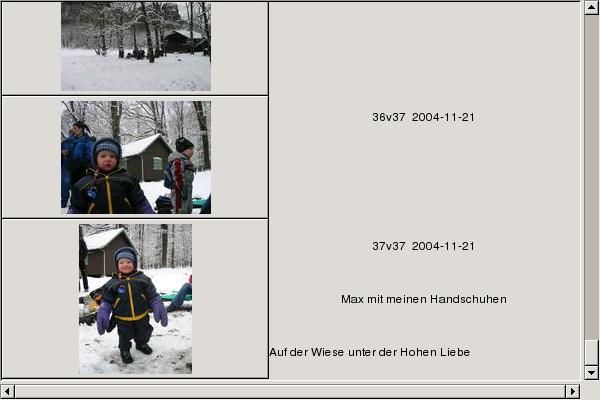 36v37 2004-11-21
37v37 2004-11-21
Max mit meinen Handschuhen
Auf der Wiese unter der Hohen Liebe